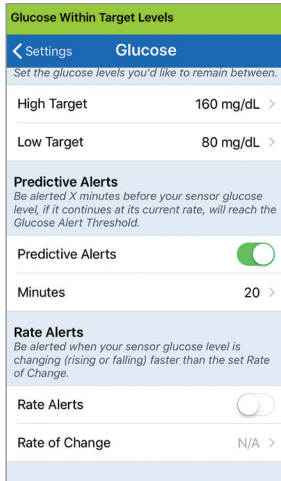 Glucose Within Target Levels
Settings Glucose
Set the glucose levels you'd like to remain between.
High Target 160 mg/dL
Low Target 80 mg/dL
Predictive Alerts
Be alerted X minutes before your sensor glucose
level, if it continues at its current rate, will reach the
Glucose Alert Threshold.
Predictive Alerts
Minutes 20
Rate Alerts
Be alerted when your sensor glucose level is
changing (rising or falling) faster than the set Rate
of Change.
Rate Alerts
Rate of Change N/A